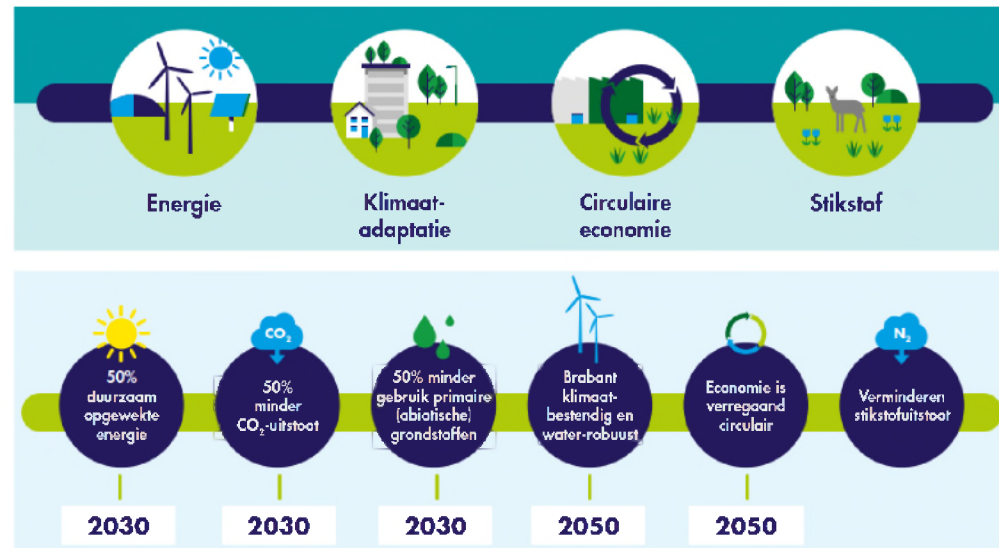 Energie
Klimaat-
adaptatie
Circulaire
economie
Stikstof
CO₂
N₂
50%
duurzaam
opgewekte
energie
50%
minder
CO₂-uitstoot
50% minder
gebruik primaire
(abiotische)
grondstoffen
Brabant
klimaat-
bestendig en
water-robuust
Economie is
verregaand
circulair
Verminderen
stikstofuitstoot
2030
2030
2030
2050
2050